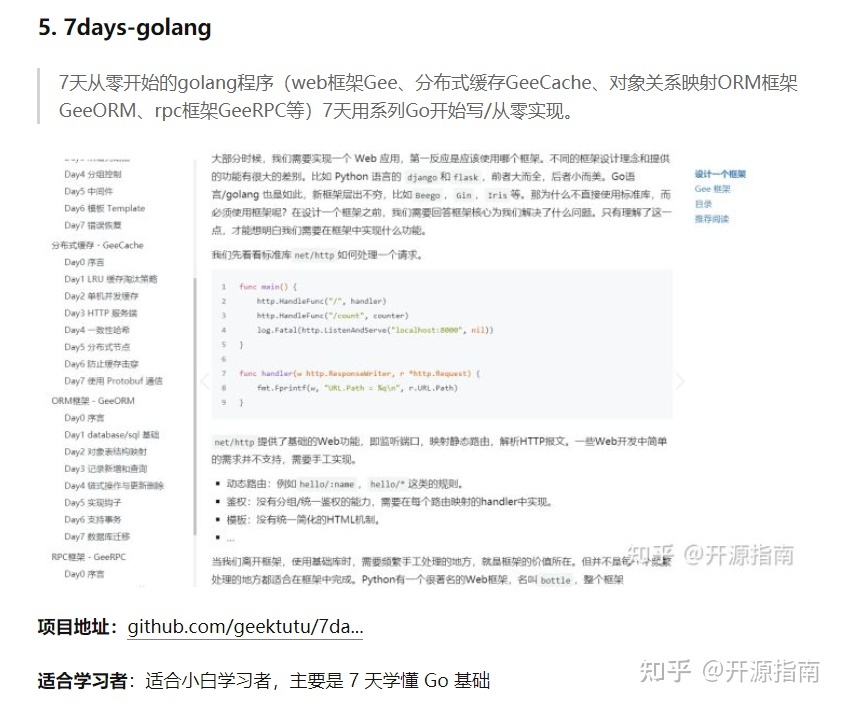 5. 7days-golang
7天从零开始的golang程序（web框架Gee、分布式缓存GeeCache、对象关系映射ORM框架
GeeORM、rpc框架GeeRPC等）7天用系列Go开始写/从零实现。
Day4 分组控制
Day5 中间件
Day6 模板 Template
Day7 错误恢复
分布式缓存 - GeeCache
Day0 序言
Day1 LRU 缓存淘汰策略
Day2 单机并发缓存
Day3 HTTP 服务端
Day4 一致性哈希
Day5 分布式节点
Day6 防止缓存击穿
Day7 使用 Protobuf 通信
ORM框架 - GeeORM
Day0 序言
Day1 database/sql 基础
Day2 对象表结构映射
Day3 记录新增和查询
Day4 链式操作与更新删除
Day5 实现钩子
Day6 支持事务
Day7 数据库迁移
RPC框架 - GeeRPC
Day0 序言
大部分时候，我们需要实现一个 Web 应用，第一反应是应该使用哪个框架。不同的框架设计理念和提供
的功能有很大的差别。比如 Python 语言的 django 和 flask，前者大而全，后者小而美。Go语
言/golang 也是如此，新框架层出不穷，比如 Beego，Gin，Iris 等。那为什么不直接使用标准库，而
必须使用框架呢？在设计一个框架之前，我们需要回答框架核心为我们解决了什么问题。只有理解了这一
点，才能想明白我们需要在框架中实现什么功能。
我们先看看标准库 net/http 如何处理一个请求。
1 func main() {
2 http.HandleFunc("/", handler)
3 http.HandleFunc("/count", counter)
4 log.Fatal(http.ListenAndServe("localhost:8000", nil))
5 }
6
7 func handler(w http.ResponseWriter, r *http.Request) {
8 fmt.Fprintf(w, "URL.Path = %q\n", r.URL.Path)
9 }
net/http 提供了基础的Web功能，即监听端口，映射静态路由，解析HTTP报文。一些Web开发中简单
的需求并不支持，需要手工实现。
动态路由：例如 hello/:name，hello/* 这类的规则。
鉴权：没有分组/统一鉴权的能力，需要在每个路由映射的handler中实现。
模板：没有统一简化的HTML机制。
...
当我们离开框架，使用基础库时，需要频繁手工处理的地方，就是框架的价值所在。但并不是每一个频繁
处理的地方都适合在框架中完成。Python有一个很著名的Web框架，名叫 bottle，整个框架
设计一个框架
Gee 框架
目录
推荐阅读
知乎 @开源指南
项目地址：github.com/geektutu/7da...
适合学习者：适合小白学习者，主要是 7 天学懂 Go 基础
知乎 @开源指南